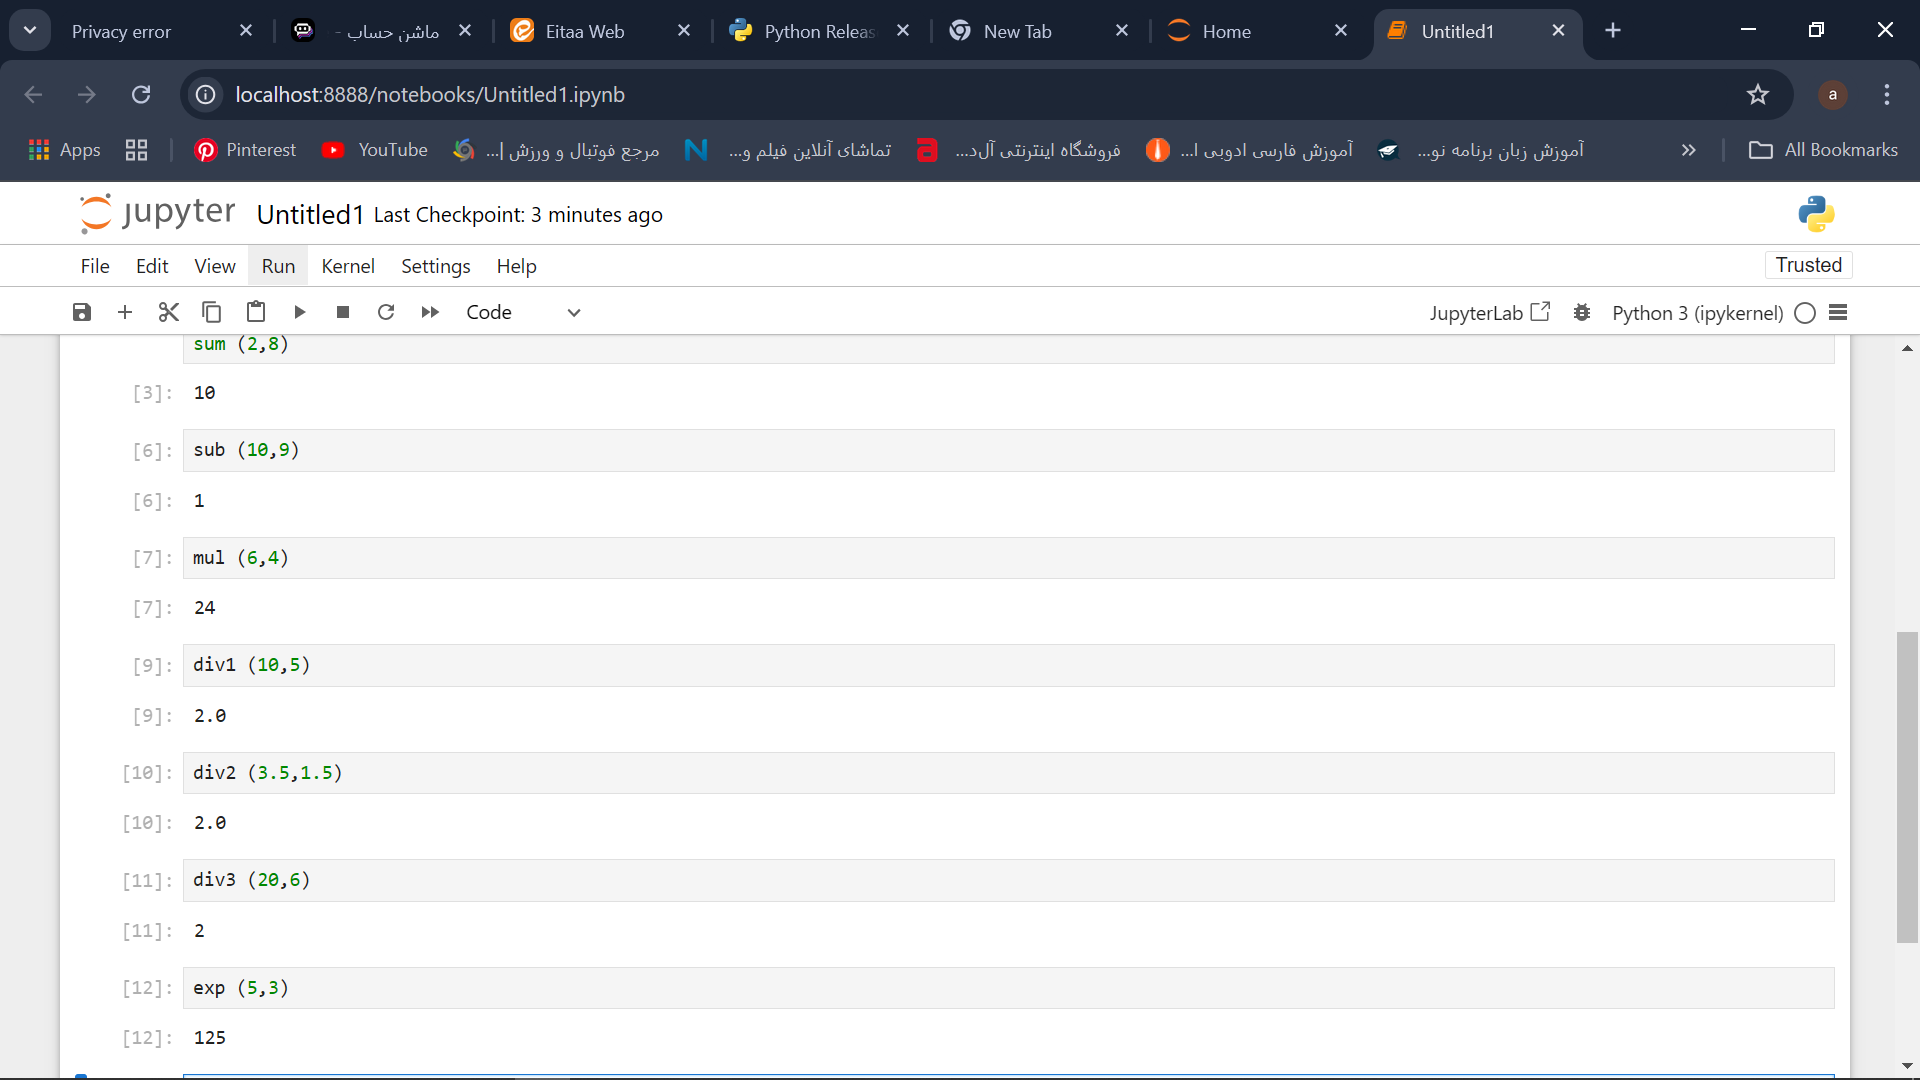 Privacy error
ماشن حساب -
Eitaa Web
Python Releas
New Tab
Home
Untitled1
localhost:8888/notebooks/Untitled1.ipynb
a
Apps
Pinterest
YouTube
مرجع فوتبال و ورزش |...
تماشای آنلاین فیلم و...
فروشگاه اینترنتی آل‌د...
آموزش فارسی ادوبی ا...
آموزش زبان برنامه نو...
All Bookmarks
jupyter Untitled1 Last Checkpoint: 3 minutes ago
File Edit View Run Kernel Settings Help
Trusted
Code
JupyterLab
Python 3 (ipykernel)
sum (2,8)
[3]: 10
[6]: sub (10,9)
[6]: 1
[7]: mul (6,4)
[7]: 24
[9]: div1 (10,5)
[9]: 2.0
[10]: div2 (3.5,1.5)
[10]: 2.0
[11]: div3 (20,6)
[11]: 2
[12]: exp (5,3)
[12]: 125